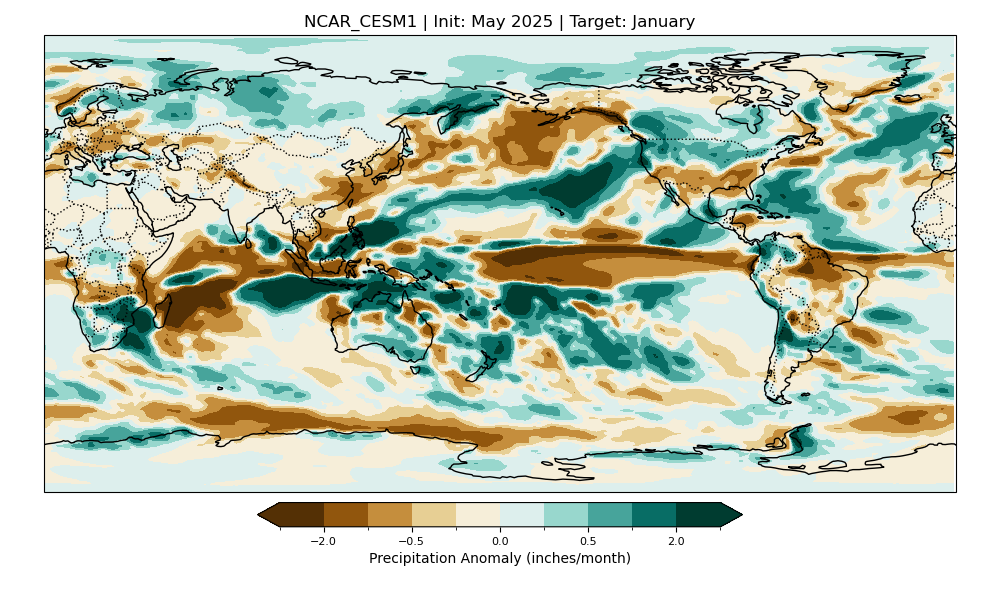 NCAR_CESM1 | Init: May 2025 | Target: January
−2.0 −0.5 0.0 0.5 2.0
Precipitation Anomaly (inches/month)